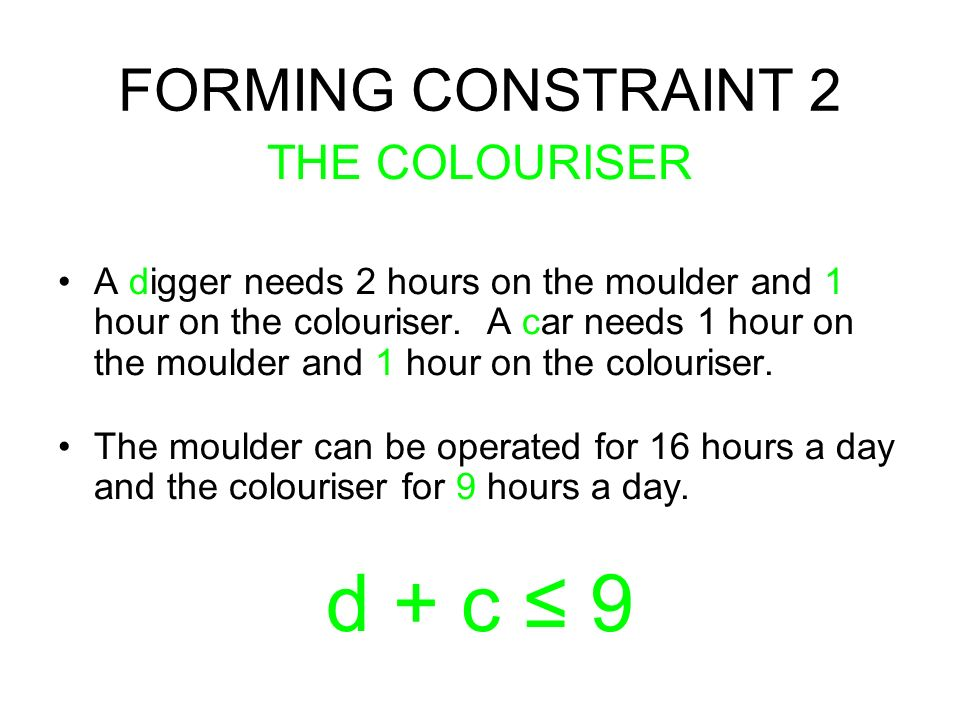 FORMING CONSTRAINT 2
THE COLOURISER
• A digger needs 2 hours on the moulder and 1
hour on the colouriser. A car needs 1 hour on
the moulder and 1 hour on the colouriser.
• The moulder can be operated for 16 hours a day
and the colouriser for 9 hours a day.
d + c ≤ 9